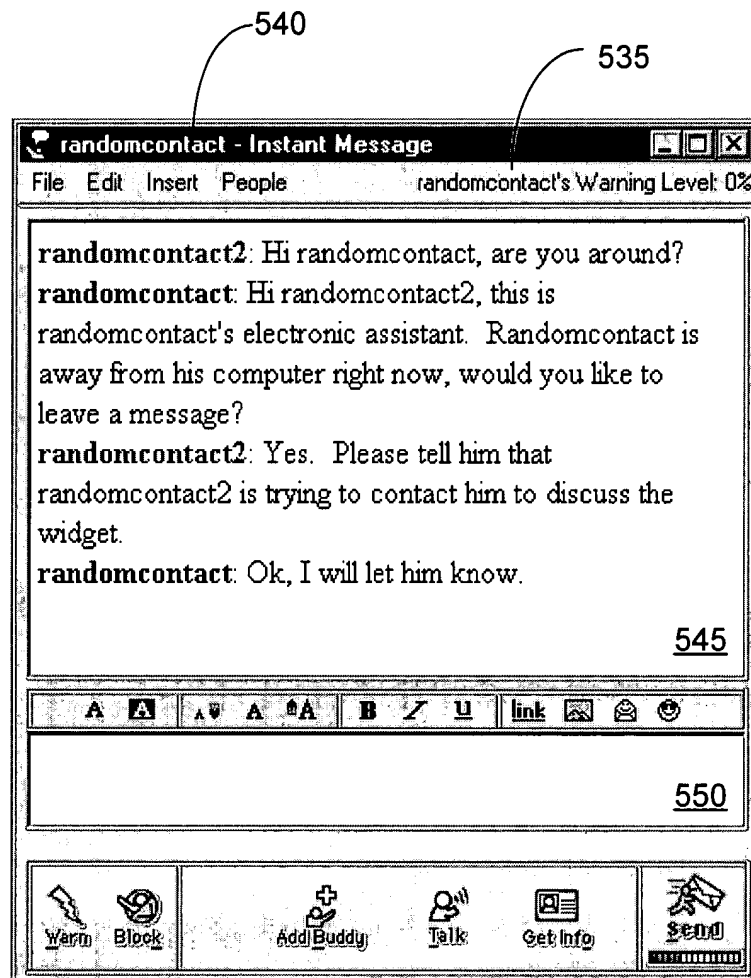 540
535
randomcontact - Instant Message
File Edit Insert People randomcontact's Warning Level: 0%
randomcontact2: Hi randomcontact, are you around?
randomcontact: Hi randomcontact2, this is
randomcontact's electronic assistant. Randomcontact is
away from his computer right now, would you like to
leave a message?
randomcontact2: Yes. Please tell him that
randomcontact2 is trying to contact him to discuss the
widget.
randomcontact: Ok, I will let him know.
545
A A A A A B I U link
550
Warn Block Add Buddy Talk Get Info Send